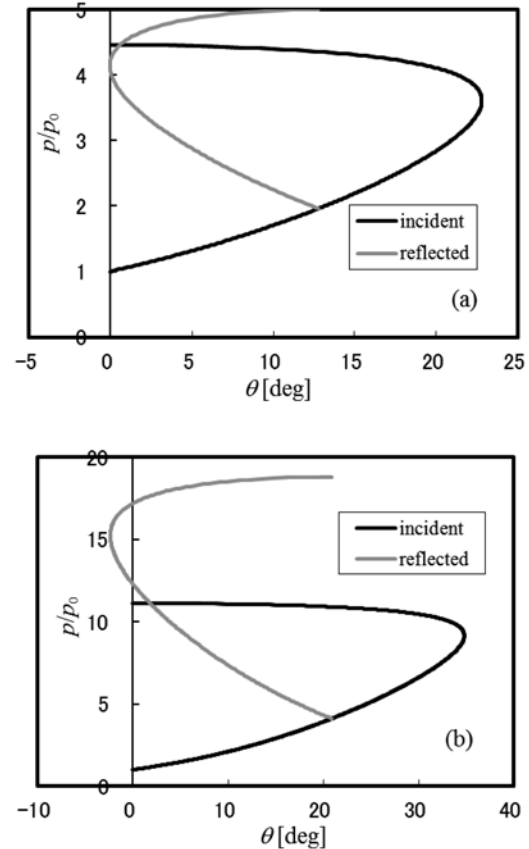 5
4
3
2
1
0
p/p0
incident
reflected
(a)
-5 0 5 10 15 20 25
θ [deg]
20
15
10
5
0
p/p0
incident
reflected
(b)
-10 0 10 20 30 40
θ [deg]